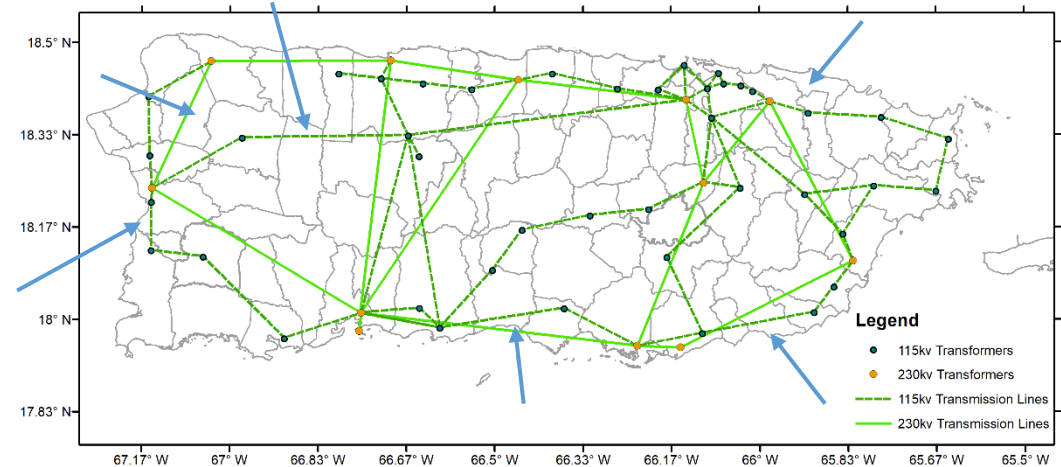 18.5° N
18.33° N
18.17° N
18° N
17.83° N
Legend
115kv Transformers
230kv Transformers
115kv Transmission Lines
230kv Transmission Lines
67.17° W 67° W 66.83° W 66.67° W 66.5° W 66.33° W 66.17° W 66° W 65.83° W 65.67° W 65.5° W